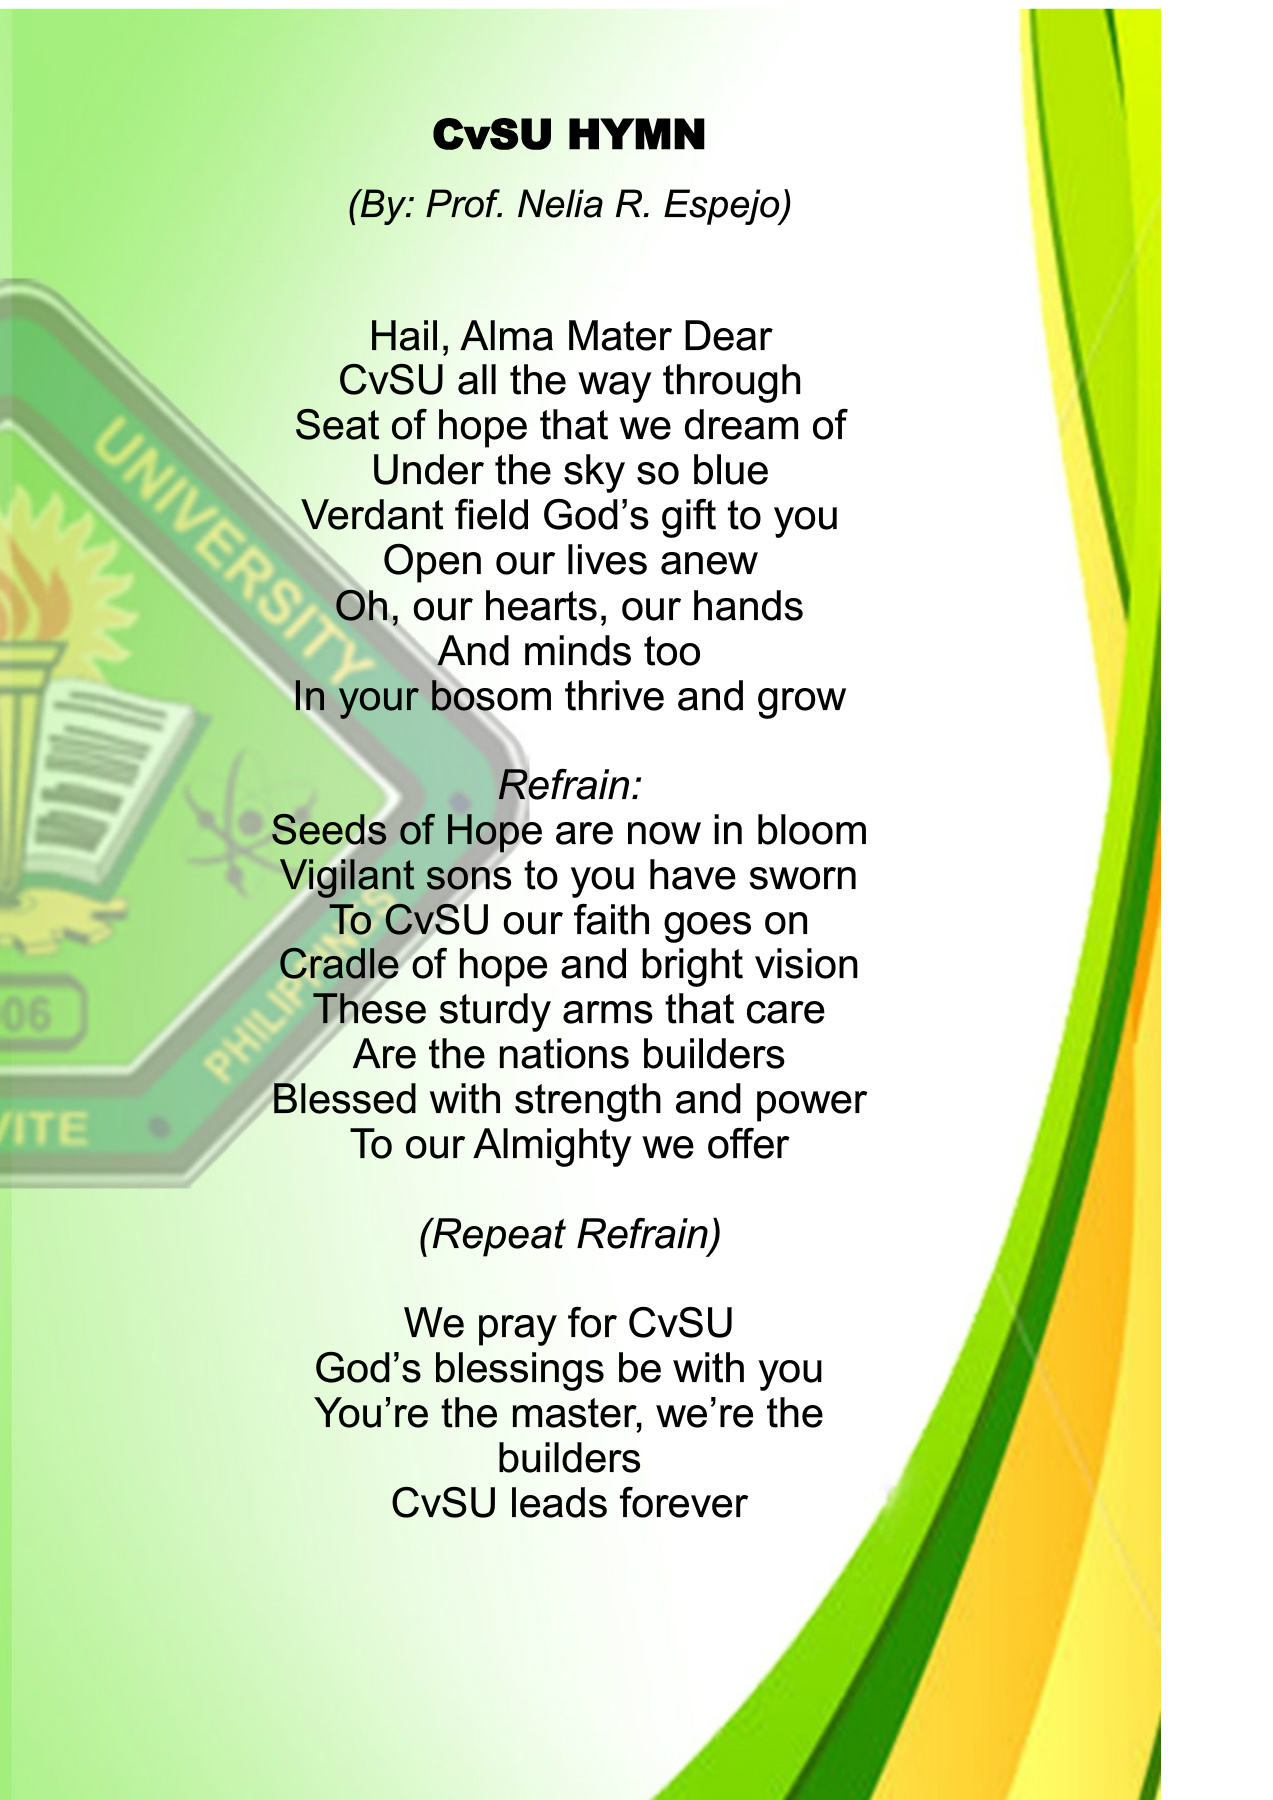 CvSU HYMN
(By: Prof. Nelia R. Espejo)
Hail, Alma Mater Dear
CvSU all the way through
Seat of hope that we dream of
Under the sky so blue
Verdant field God’s gift to you
Open our lives anew
Oh, our hearts, our hands
And minds too
In your bosom thrive and grow
Refrain:
Seeds of Hope are now in bloom
Vigilant sons to you have sworn
To CvSU our faith goes on
Cradle of hope and bright vision
These sturdy arms that care
Are the nations builders
Blessed with strength and power
To our Almighty we offer
(Repeat Refrain)
We pray for CvSU
God’s blessings be with you
You’re the master, we’re the
builders
CvSU leads forever
UNIVERSITY
PHILIPPINES
VITE
06